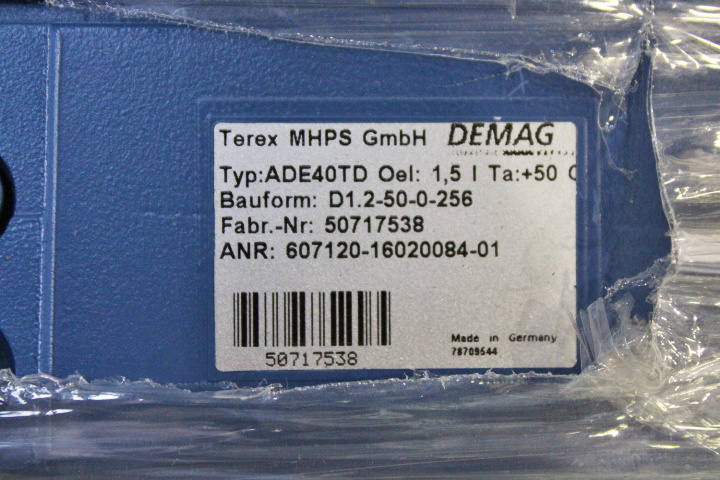 Terex MHPS GmbH DEMAG
Typ:ADE40TD Oel: 1,5 l Ta:+50 C
Bauform: D1.2-50-0-256
Fabr.-Nr: 50717538
ANR: 607120-16020084-01
50717538
Made in Germany
78709544